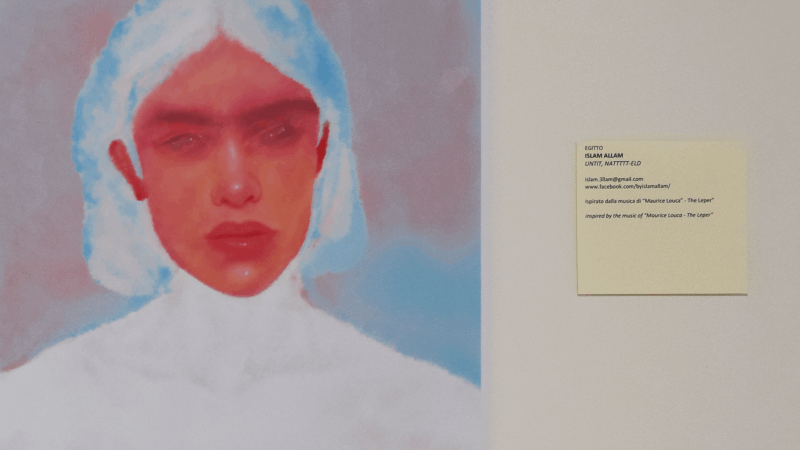 EGITTO
ISLAM ALLAM
UNTIT, NATTTTT-ELD
islam.3llam@gmail.com
www.facebook.com/byislamallam/
Ispirato dalla musica di "Maurice Louca" - The Leper"
inspired by the music of "Maurice Louca - The Leper"